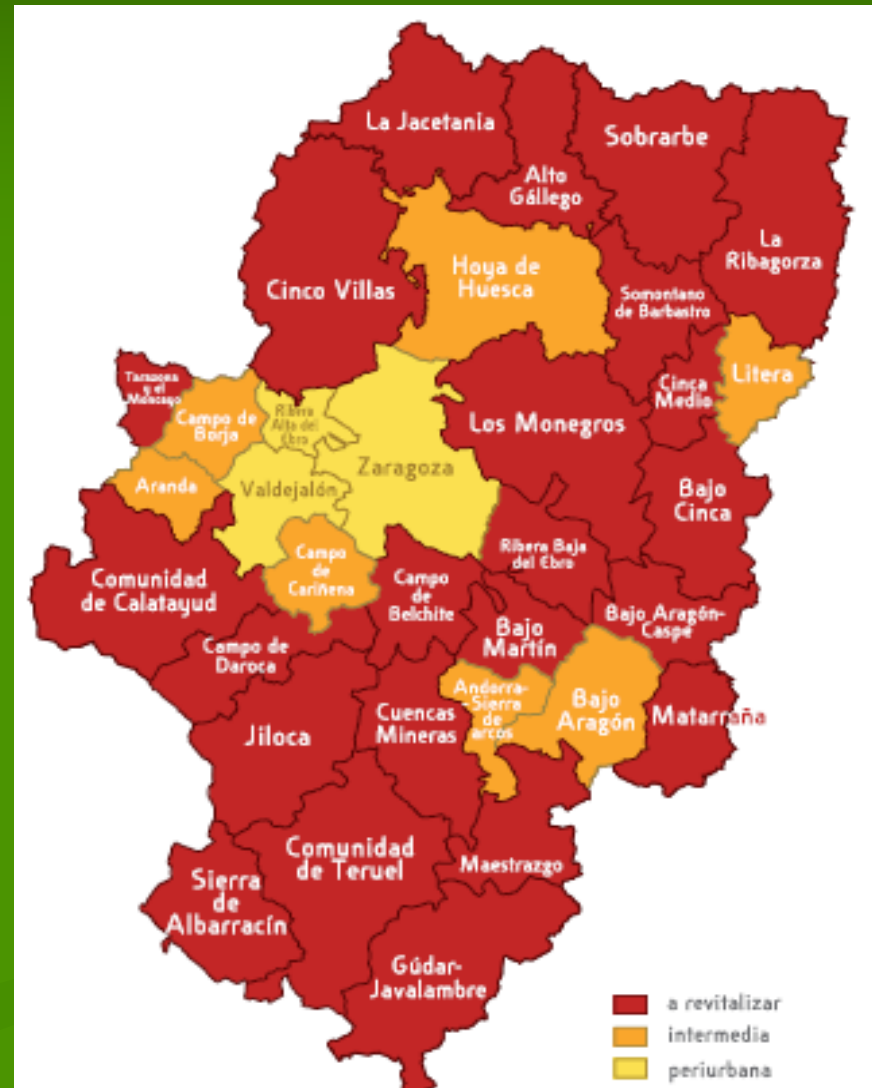 La Jacetania
Sobrarbe
Alto
Gállego
La
Ribagorza
Hoya de
Huesca
Cinco Villas
Somontano
de Barbastro
Tarazona
y el
Moncayo
Litera
Cinca
Medio
Campo de
Borja
Ribera
Alta del
Ebro
Los Monegros
Zaragoza
Aranda
Valdejalón
Bajo
Cinca
Ribera Baja
del Ebro
Campo
de
Cariñena
Comunidad
de Calatayud
Campo
de
Belchite
Bajo Aragón-
Caspe
Bajo
Martín
Campo de
Daroca
Andorra-
-Sierra
de
arcos
Bajo
Aragón
Matarraña
Cuencas
Mineras
Jiloca
Comunidad
de Teruel
Maestrazgo
Sierra
de
Albarracín
Gúdar-
Javalambre
a revitalizar
intermedia
periurbana